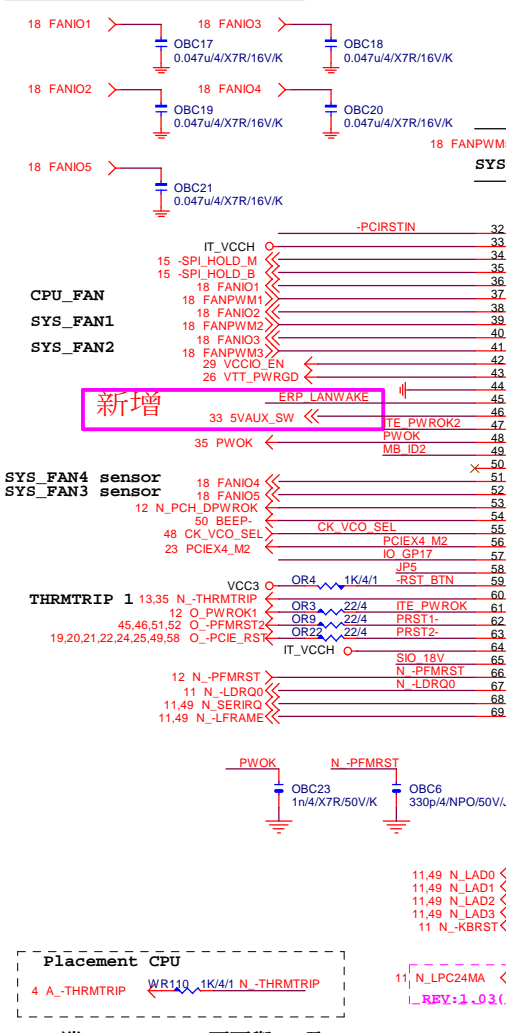 18 FANIO1
18 FANIO3
OBC17
0.047u/4/X7R/16V/K
OBC18
0.047u/4/X7R/16V/K
18 FANIO2
18 FANIO4
OBC19
0.047u/4/X7R/16V/K
OBC20
0.047u/4/X7R/16V/K
18 FANPWM
18 FANIO5
SYS
OBC21
0.047u/4/X7R/16V/K
-PCIRSTIN 32
IT_VCCH 33
15 -SPI_HOLD_M 34
15 -SPI_HOLD_B 35
18 FANIO1 36
CPU_FAN
18 FANPWM1 37
18 FANIO2 38
SYS_FAN1
18 FANPWM2 39
18 FANIO3 40
SYS_FAN2
18 FANPWM3 41
29 VCCIO_EN 42
26 VTT_PWRGD 43
44
新增
ERP_LANWAKE 45
33 5VAUX_SW 46
ITE_PWROK2 47
35 PWOK PWOK 48
MB_ID2 49
50
SYS_FAN4 sensor
18 FANIO4 51
SYS_FAN3 sensor
18 FANIO5 52
12 N_PCH_DPWROK 53
50 BEEP- 54
48 CK_VCO_SEL CK_VCO_SEL 55
23 PCIEX4_M2 PCIEX4_M2 56
IO_GP17 57
JP5 58
VCC3 OR4 1K/4/1 -RST_BTN 59
THRMTRIP 1
13,35 N_-THRMTRIP 60
12 O_PWROK1 OR3 22/4 ITE_PWROK 61
45,46,51,52 O_-PFMRST2 OR9 22/4 PRST1- 62
19,20,21,22,24,25,49,58 O_-PCIE_RST OR22 22/4 PRST2- 63
IT_VCCH 64
SIO_18V 65
12 N_-PFMRST N_-PFMRST 66
11 N_-LDRQ0 N_-LDRQ0 67
11,49 N_SERIRQ 68
11,49 N_-LFRAME 69
PWOK
N_-PFMRST
OBC23
1n/4/X7R/50V/K
OBC6
330p/4/NPO/50V/J
11,49 N_LAD0
11,49 N_LAD1
11,49 N_LAD2
11,49 N_LAD3
11 N_-KBRST
Placement CPU
4 A_-THRMTRIP WR110 1K/4/1 N_-THRMTRIP
11 N_LPC24MA
REV:1.03(